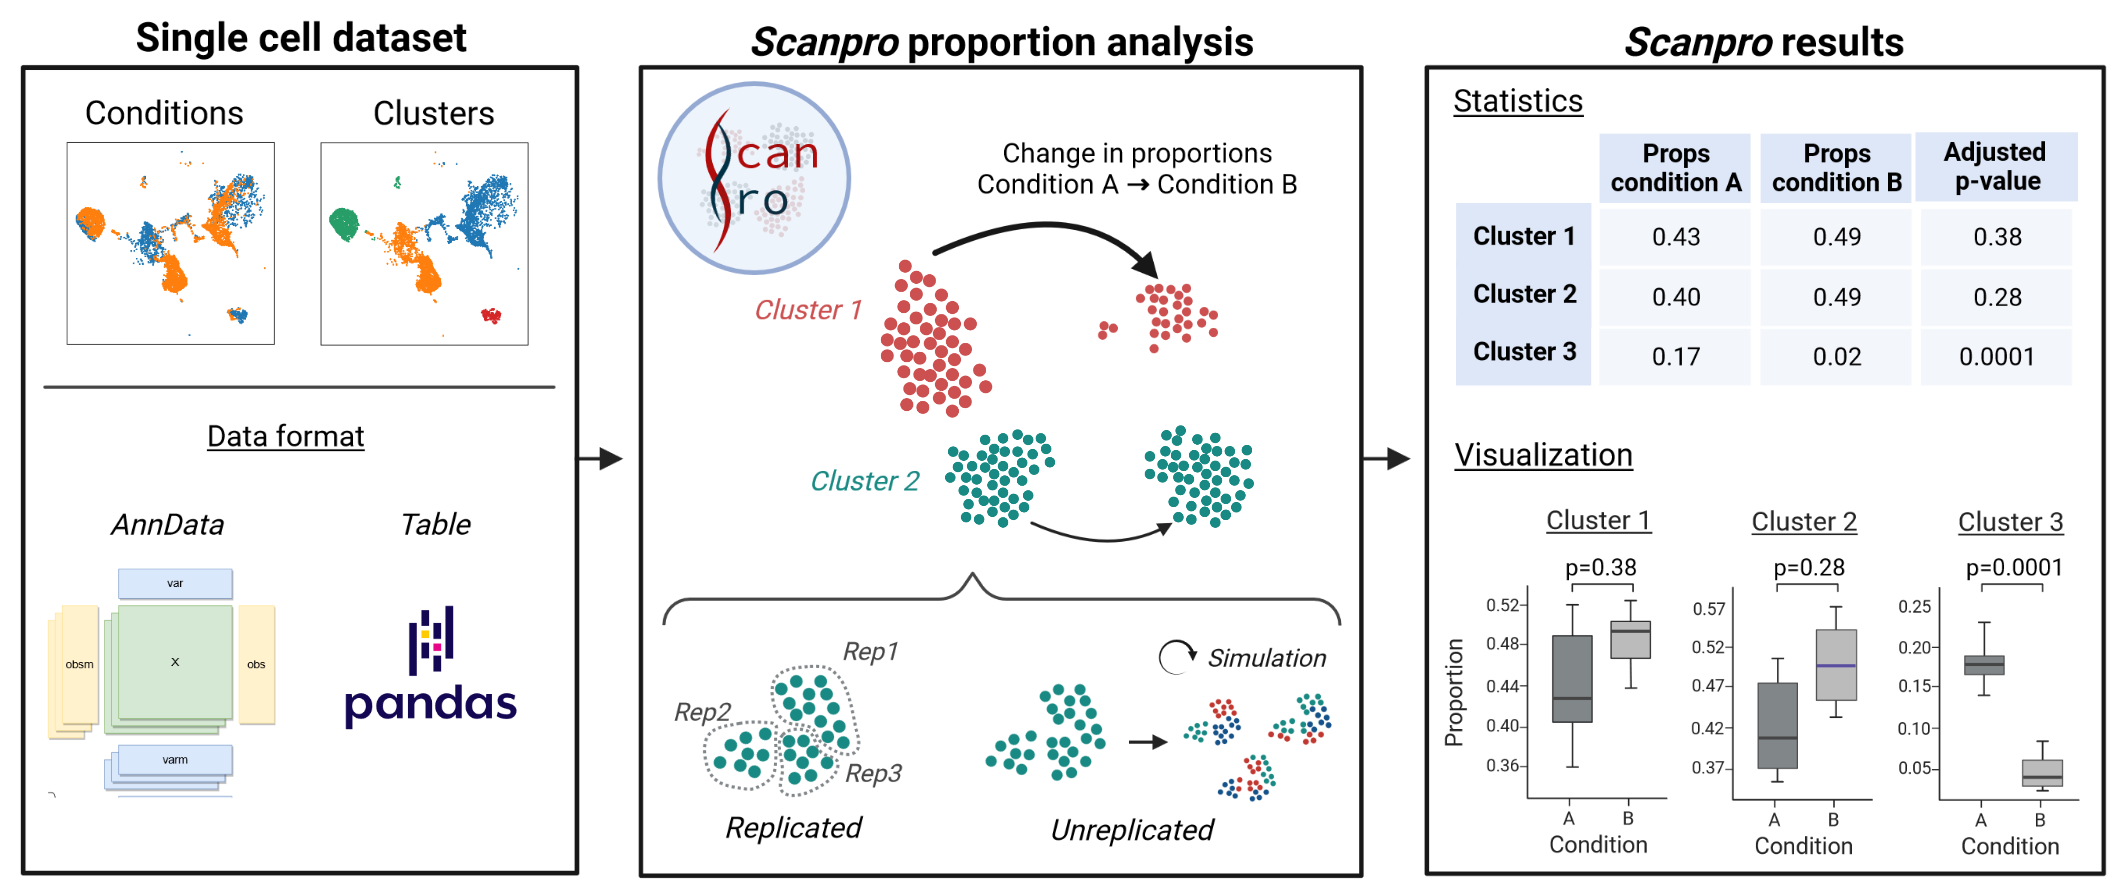 Single cell dataset
Conditions
Clusters
Data format
AnnData
Table
var
obsm
X
obs
varm
pandas
Scanpro proportion analysis
can
ro
Change in proportions
Condition A → Condition B
Cluster 1
Cluster 2
Rep1
Rep2
Rep3
Replicated
Simulation
Unreplicated
Scanpro results
Statistics
Props condition A
Props condition B
Adjusted p-value
Cluster 1 0.43 0.49 0.38
Cluster 2 0.40 0.49 0.28
Cluster 3 0.17 0.02 0.0001
Visualization
Cluster 1
p=0.38
Proportion
0.52
0.48
0.44
0.40
0.36
A B
Condition
Cluster 2
p=0.28
0.57
0.52
0.47
0.42
0.37
A B
Condition
Cluster 3
p=0.0001
0.25
0.20
0.15
0.10
0.05
A B
Condition